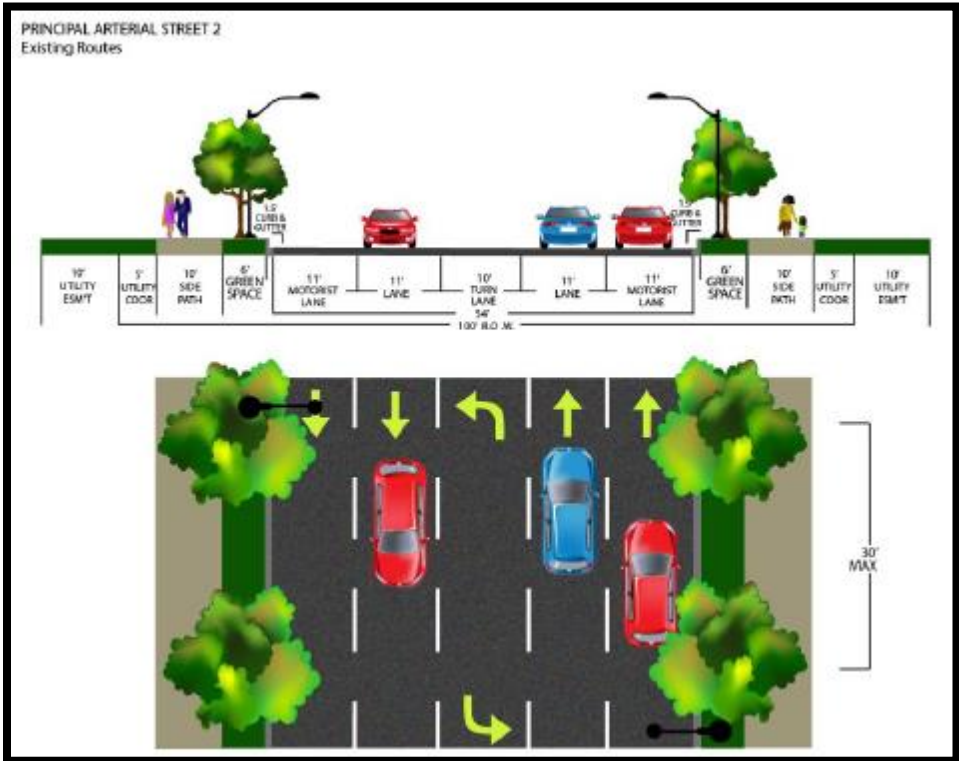 PRINCIPAL ARTERIAL STREET 2
Existing Routes
1.5'
CURB &
GUTTER
1.5'
CURB &
GUTTER
10'
UTILITY
ESM'T
5'
UTILITY
COOR
10'
SIDE
PATH
6'
GREEN
SPACE
11'
MOTORIST
LANE
11'
LANE
10'
TURN
LANE
11'
LANE
11'
MOTORIST
LANE
6'
GREEN
SPACE
10'
SIDE
PATH
5'
UTILITY
COOR
10'
UTILITY
ESM'T
54'
100' R.O.W.
30'
MAX